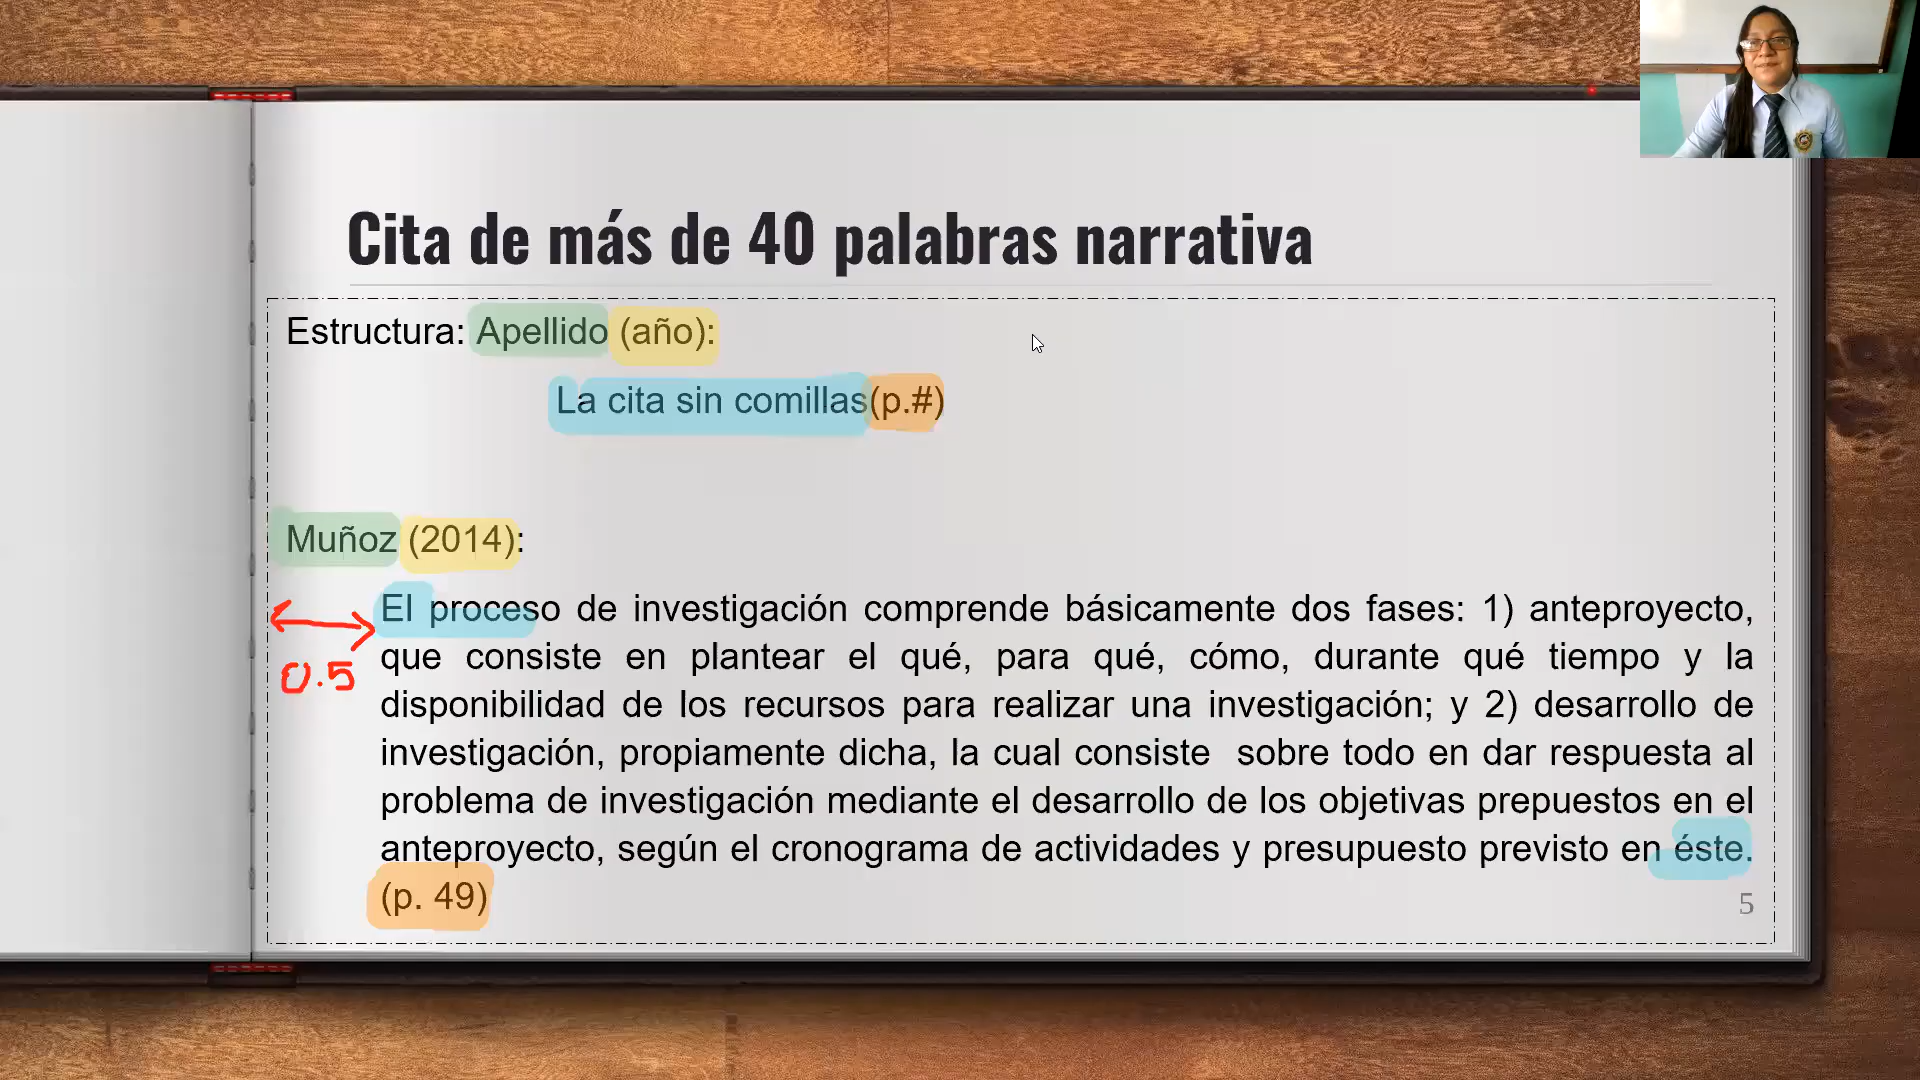 Cita de más de 40 palabras narrativa
Estructura: Apellido (año):
La cita sin comillas(p.#)
Muñoz (2014):
El proceso de investigación comprende básicamente dos fases: 1) anteproyecto,
0.5
que consiste en plantear el qué, para qué, cómo, durante qué tiempo y la
disponibilidad de los recursos para realizar una investigación; y 2) desarrollo de
investigación, propiamente dicha, la cual consiste sobre todo en dar respuesta al
problema de investigación mediante el desarrollo de los objetivas prepuestos en el
anteproyecto, según el cronograma de actividades y presupuesto previsto en éste.
(p. 49)
5